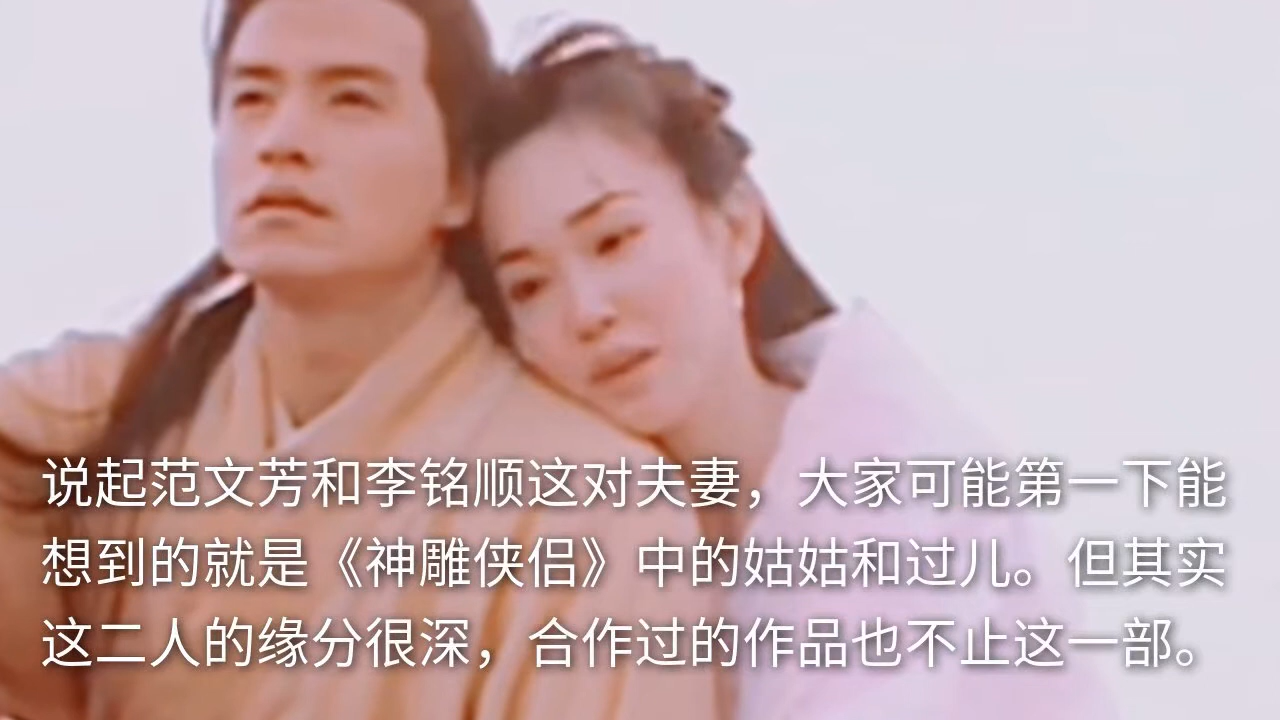 说起范文芳和李铭顺这对夫妻，大家可能第一下能
想到的就是《神雕侠侣》中的姑姑和过儿。但其实
这二人的缘分很深，合作过的作品也不止这一部。